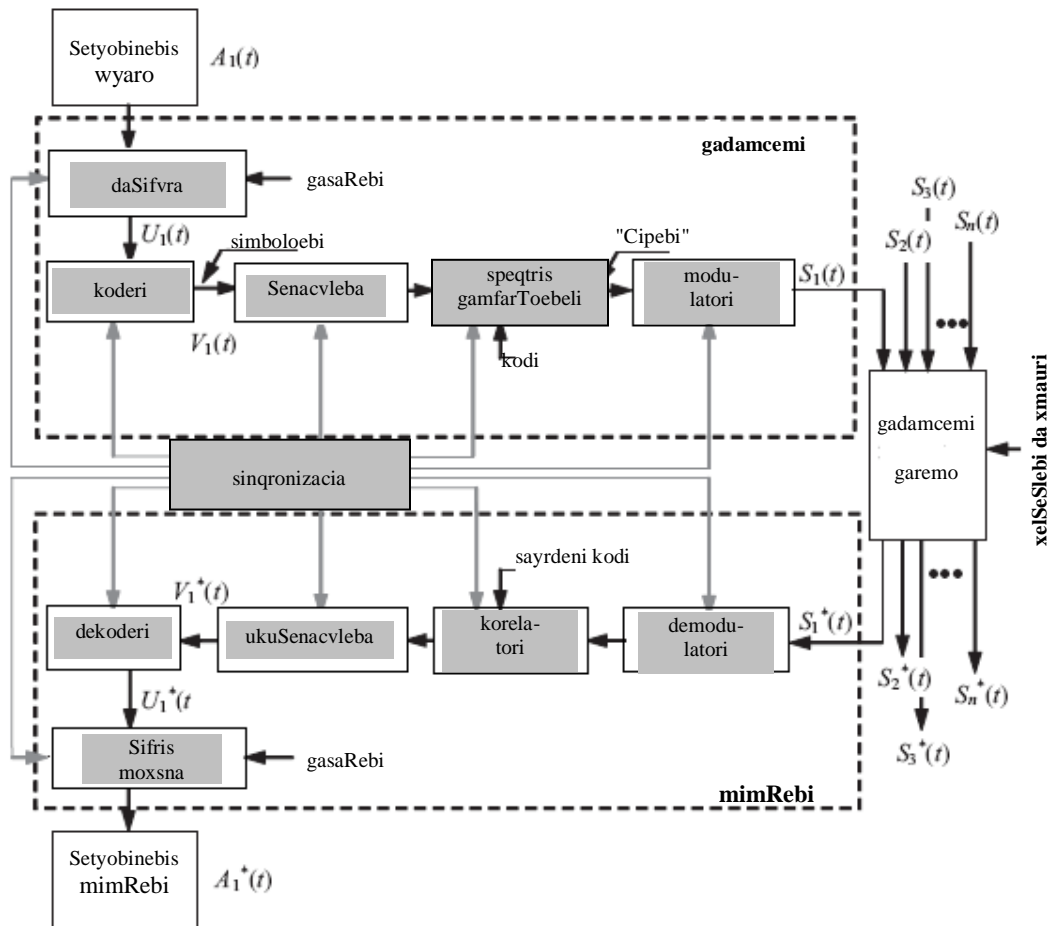 Setyobinebis
wyaro
A₁(t)
gadamcemi
daSifvra
gasaRebi
S₃(t)
S₂(t)
Sn(t)
U₁(t)
simboloebi
"Cipebi"
koderi
Senacvleba
speqtris
gamfarToebeli
modu-
latori
S₁(t)
V₁(t)
kodi
•••
gadamcemi
garemo
xelSeSlebi da xmauri
sinqronizacia
sayrdeni kodi
•••
V₁*(t)
dekoderi
ukuSenacvleba
korela-
tori
demodu-
latori
S₁*(t)
S₂*(t)
Sn*(t)
S₃*(t)
U₁*(t
Sifris
moxsna
gasaRebi
mimRebi
Setyobinebis
mimRebi
A₁*(t)